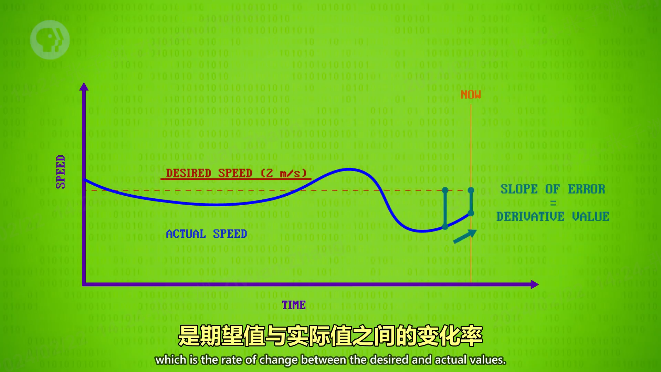 NOW
DESIRED SPEED (2 m/s)
SPEED
SLOPE OF ERROR
=
DERIVATIVE VALUE
ACTUAL SPEED
TIME
是期望值与实际值之间的变化率
which is the rate of change between the desired and actual values.